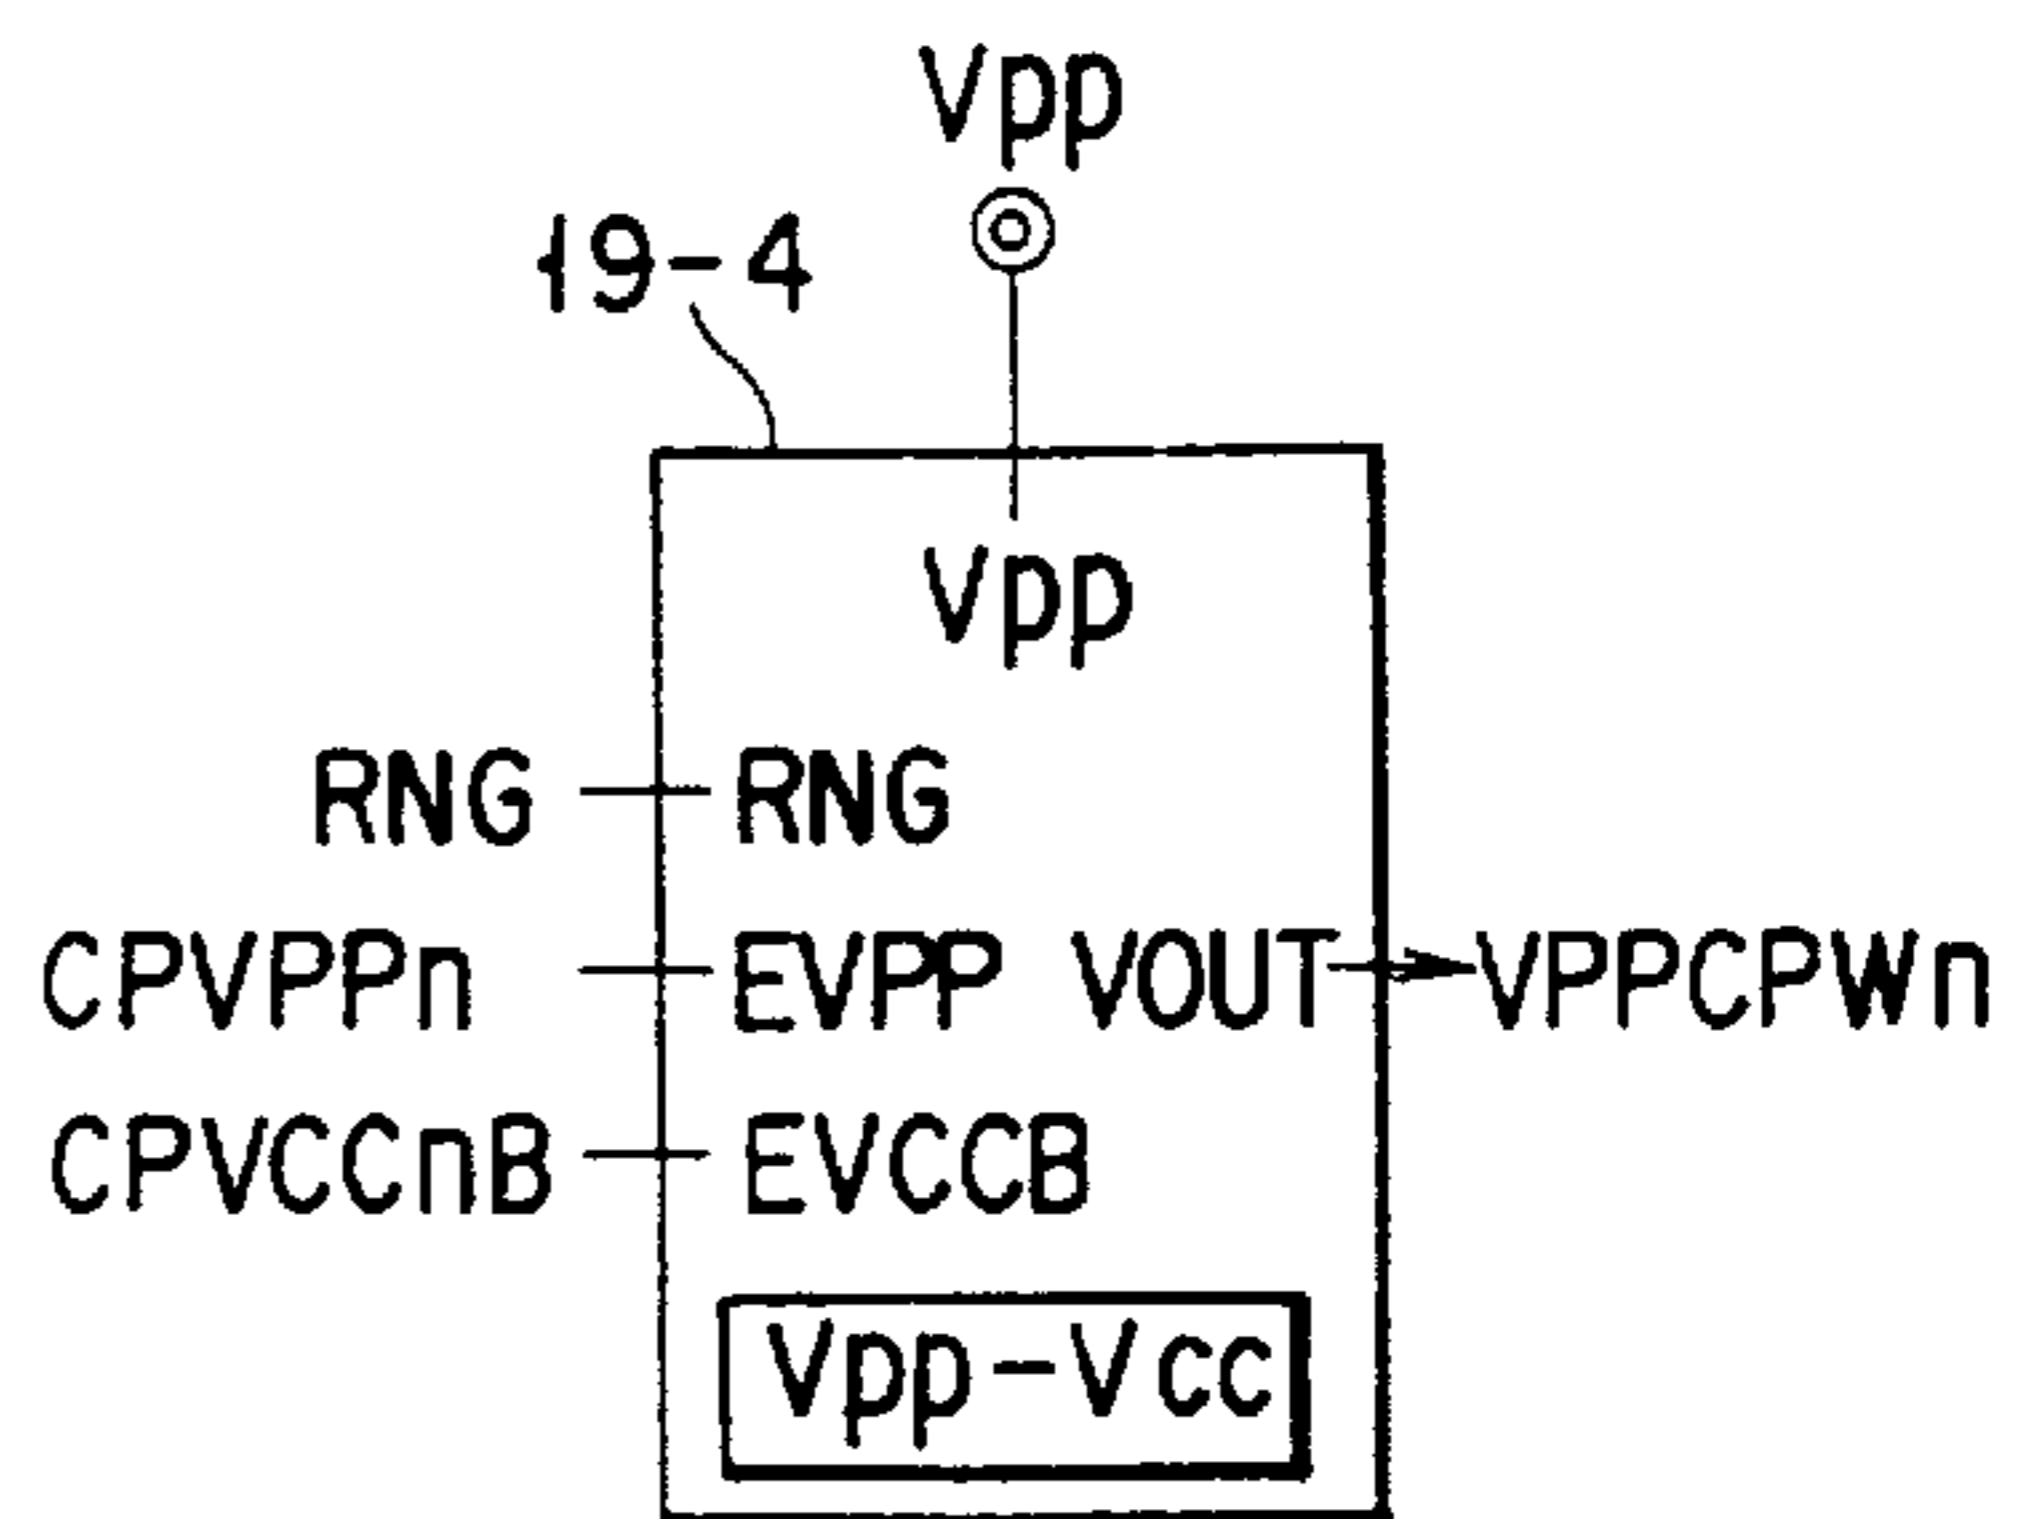 Vpp
19-4
Vpp
RNG RNG
CPVPPn EVPP VOUT VPPCPWn
CPVCCnB EVCCB
Vpp-Vcc